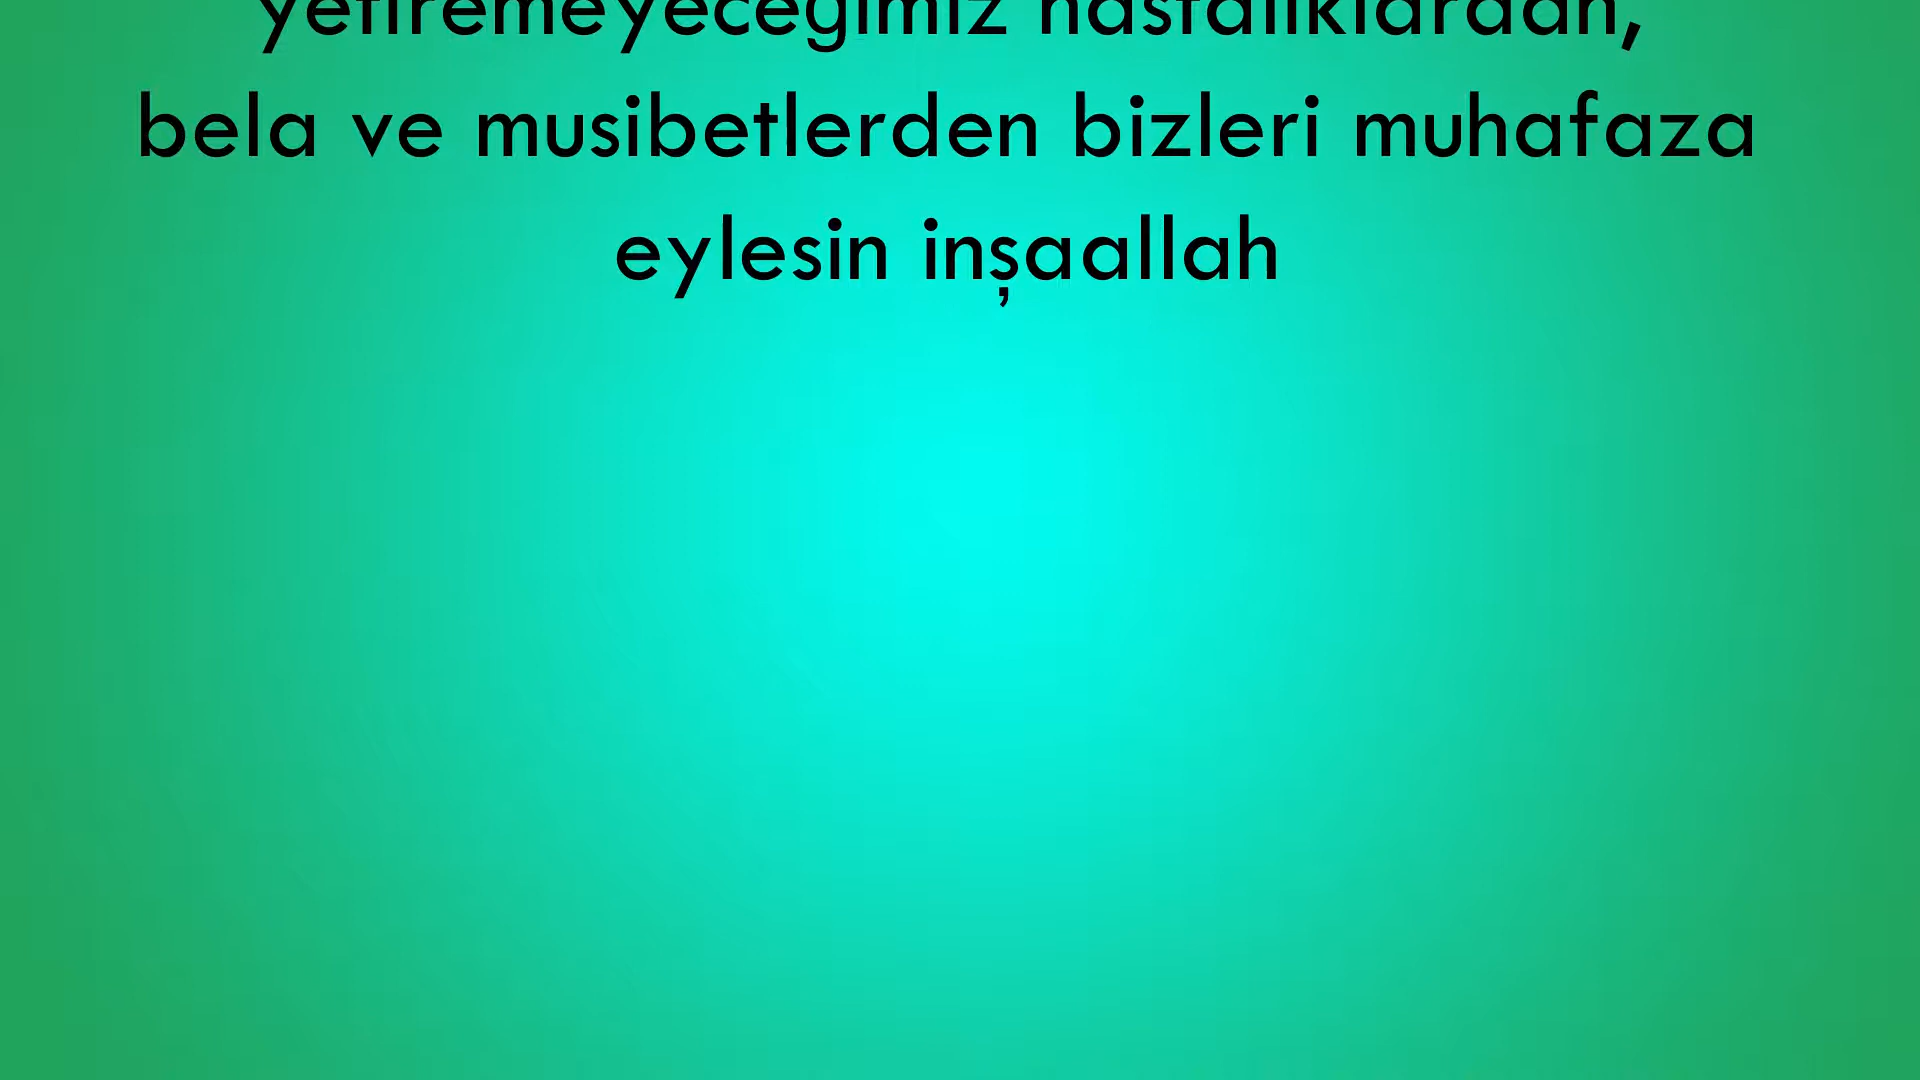 yetiremeyeceğimiz hastalıklardan,
bela ve musibetlerden bizleri muhafaza
eylesin inşaallah